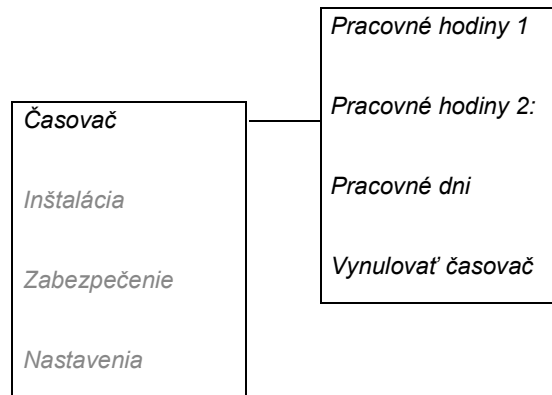 Pracovné hodiny 1
Pracovné hodiny 2:
Pracovné dni
Vynulovať časovač
Časovač
Inštalácia
Zabezpečenie
Nastavenia